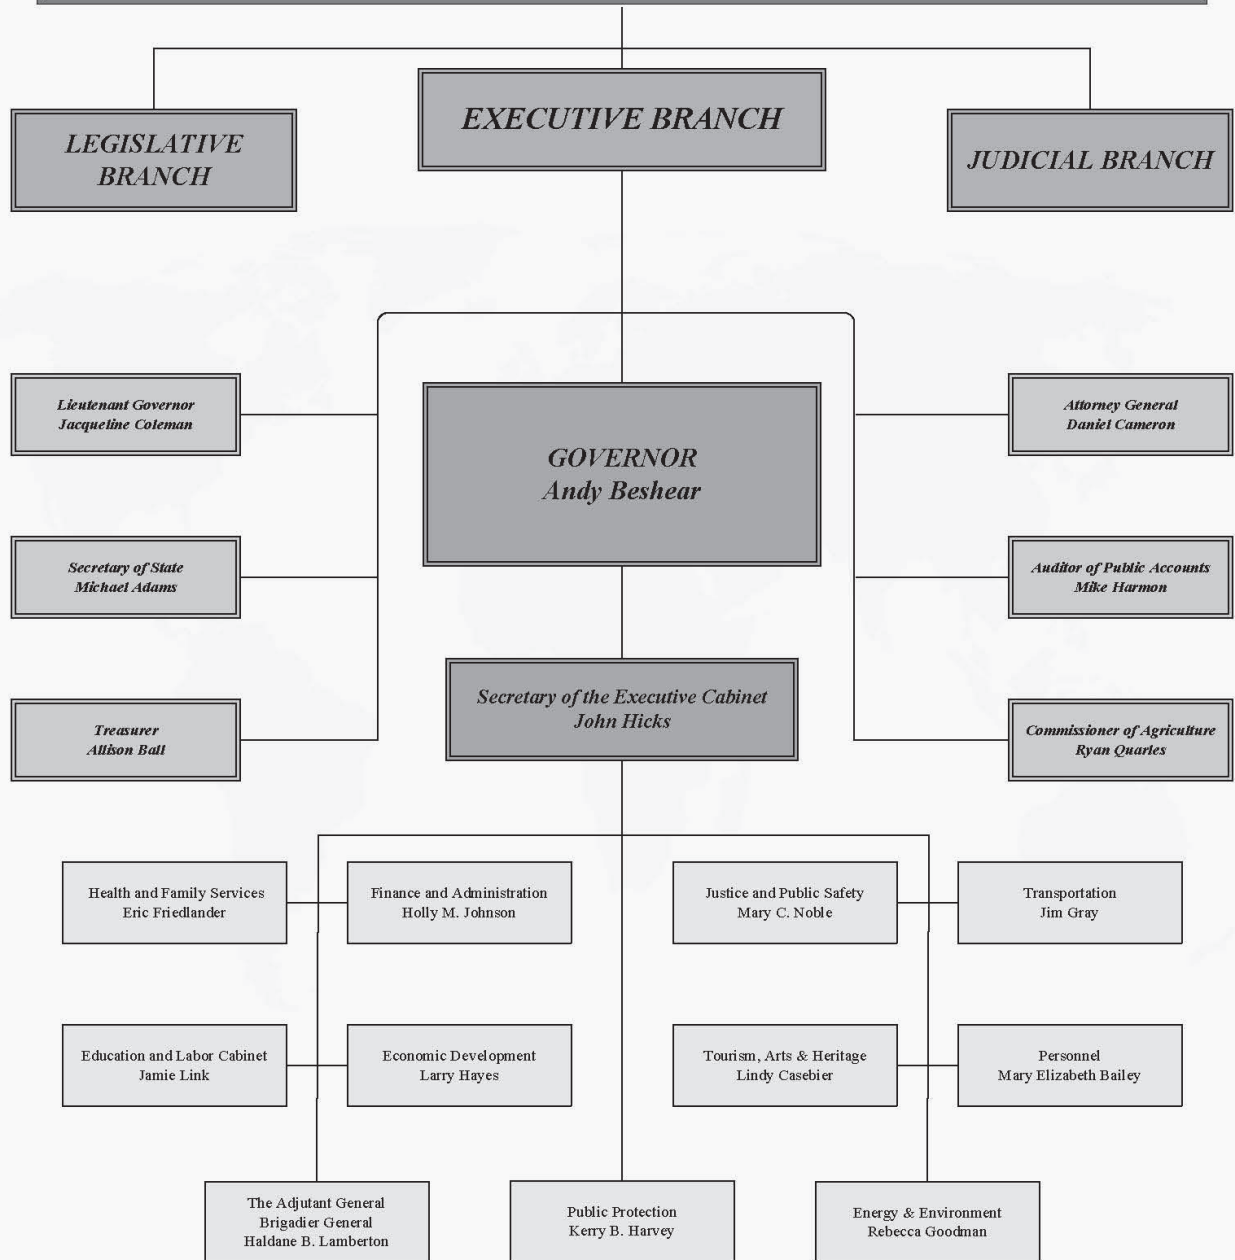 EXECUTIVE BRANCH
LEGISLATIVE
BRANCH
JUDICIAL BRANCH
Lieutenant Governor
Jacqueline Coleman
Attorney General
Daniel Cameron
GOVERNOR
Andy Beshear
Secretary of State
Michael Adams
Auditor of Public Accounts
Mike Harmon
Secretary of the Executive Cabinet
John Hicks
Treasurer
Allison Ball
Commissioner of Agriculture
Ryan Quarles
Health and Family Services
Eric Friedlander
Finance and Administration
Holly M. Johnson
Justice and Public Safety
Mary C. Noble
Transportation
Jim Gray
Education and Labor Cabinet
Jamie Link
Economic Development
Larry Hayes
Tourism, Arts & Heritage
Lindy Casebier
Personnel
Mary Elizabeth Bailey
The Adjutant General
Brigadier General
Haldane B. Lamberton
Public Protection
Kerry B. Harvey
Energy & Environment
Rebecca Goodman